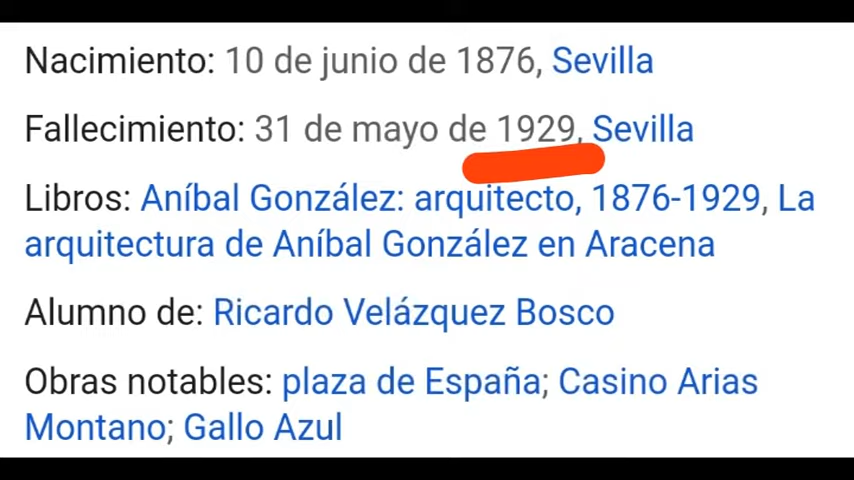 Nacimiento: 10 de junio de 1876, Sevilla
Fallecimiento: 31 de mayo de 1929, Sevilla
Libros: Aníbal González: arquitecto, 1876-1929, La
arquitectura de Aníbal González en Aracena
Alumno de: Ricardo Velázquez Bosco
Obras notables: plaza de España; Casino Arias
Montano; Gallo Azul